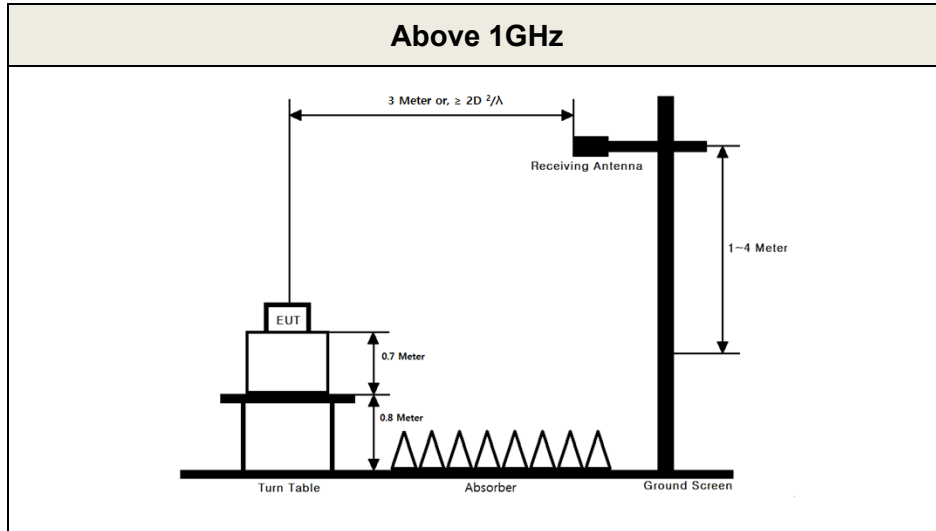 Above 1GHz
3 Meter or, ≥ 2D ²/λ
Receiving Antenna
1~4 Meter
EUT
0.7 Meter
0.8 Meter
Turn Table
Absorber
Ground Screen